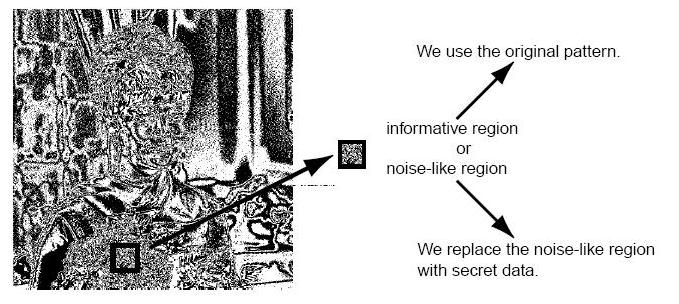 We use the original pattern.
informative region
or
noise-like region
We replace the noise-like region
with secret data.